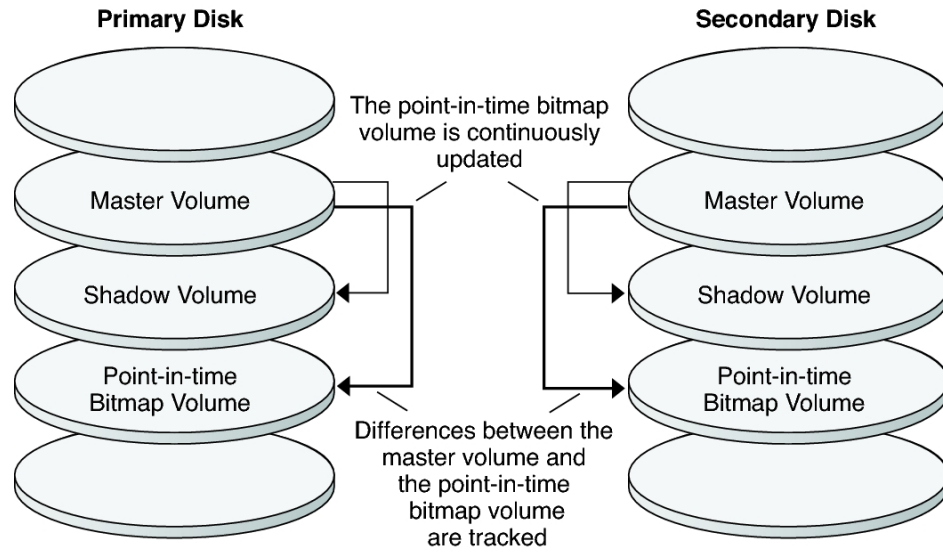 Primary Disk
Secondary Disk
The point-in-time bitmap
volume is continuously
updated
Master Volume
Master Volume
Shadow Volume
Shadow Volume
Point-in-time
Bitmap Volume
Point-in-time
Bitmap Volume
Differences between the
master volume and
the point-in-time
bitmap volume
are tracked